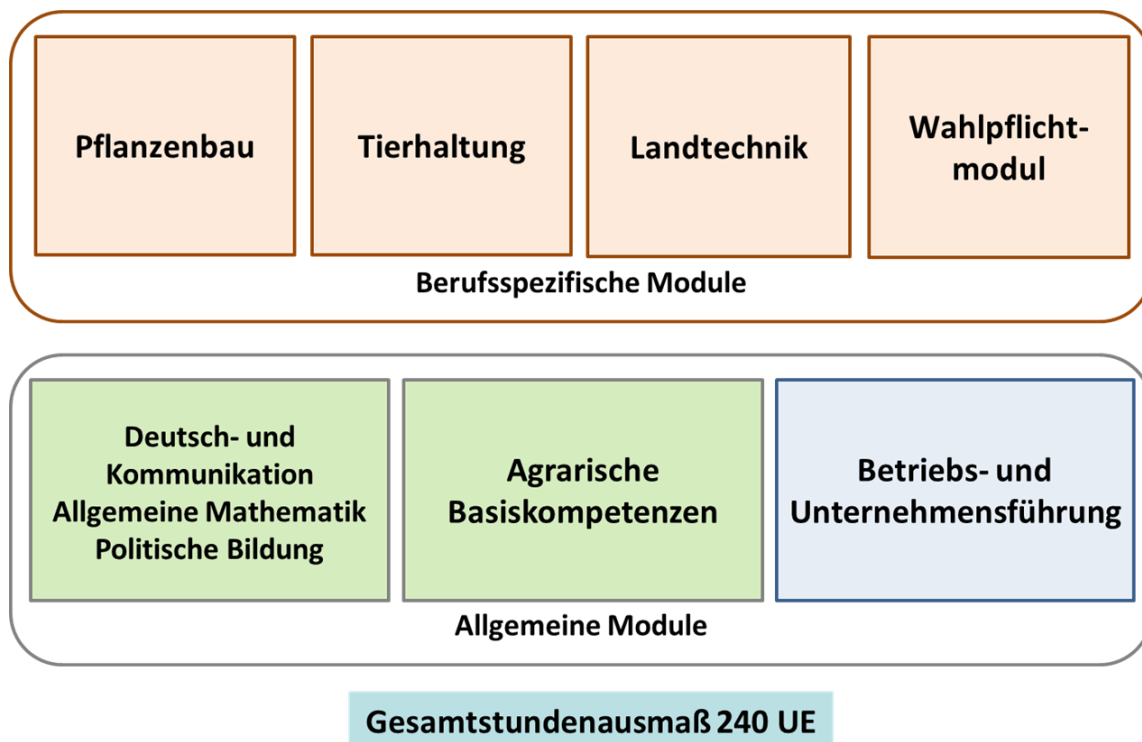 Pflanzenbau
Tierhaltung
Landtechnik
Wahlpflicht-
modul
Berufsspezifische Module
Deutsch- und
Kommunikation
Allgemeine Mathematik
Politische Bildung
Agrarische
Basiskompetenzen
Betriebs- und
Unternehmensführung
Allgemeine Module
Gesamtstundenausmaß 240 UE